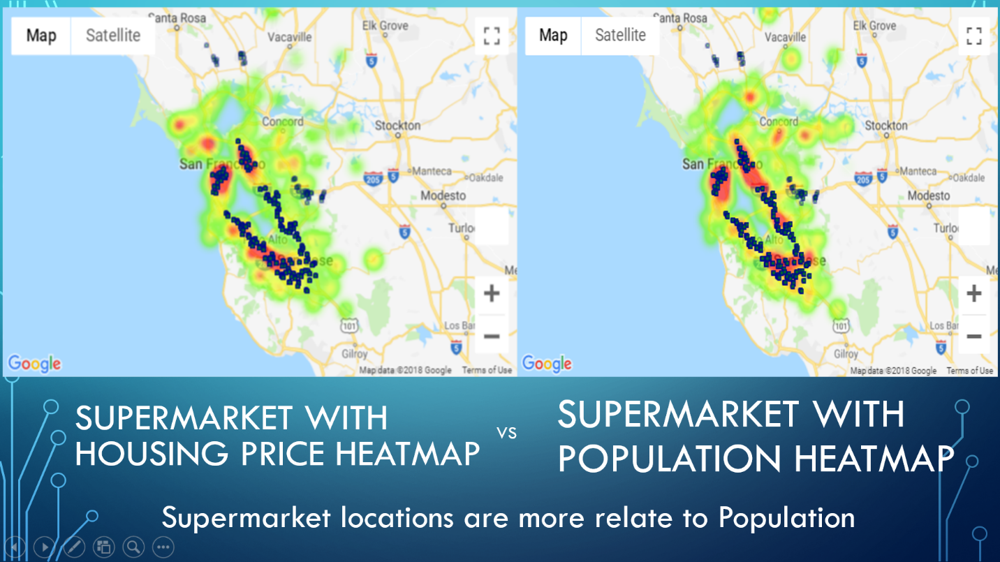 Map Satellite
Santa Rosa
Elk Grove
Vacaville
5
Concord
Stockton
San Francisco
Manteca
205
5
Oakdale
Modesto
5
Turlo
Alto
Me
+
101
Los Ba
5
−
Gilroy
Google
Map data ©2018 Google Terms of Use
Map Satellite
anta Rosa
Elk Grove
Vacaville
5
Concord
Stockton
San Francisco
Manteca
205
5
Oakdale
Modesto
5
Turlo
Alto
Me
+
101
Los Ba
5
−
Gilroy
Google
Map data ©2018 Google Terms of Use
SUPERMARKET WITH
HOUSING PRICE HEATMAP
VS
SUPERMARKET WITH
POPULATION HEATMAP
Supermarket locations are more relate to Population